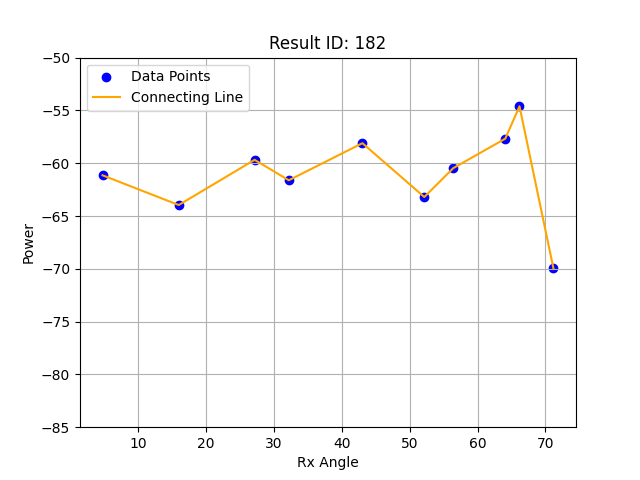 Result ID: 182
Data Points
Connecting Line
−50
−55
−60
−65
−70
−75
−80
−85
Power
10 20 30 40 50 60 70
Rx Angle